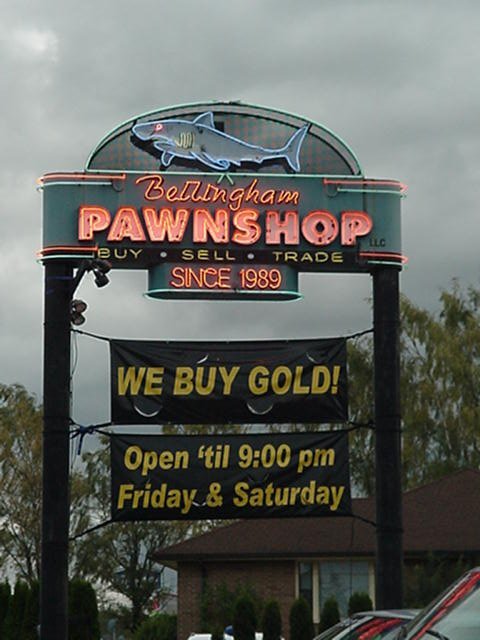 Bellingham
PAWNSHOP LLC
BUY • SELL • TRADE
SINCE 1989
WE BUY GOLD!
Open 'til 9:00 pm
Friday & Saturday